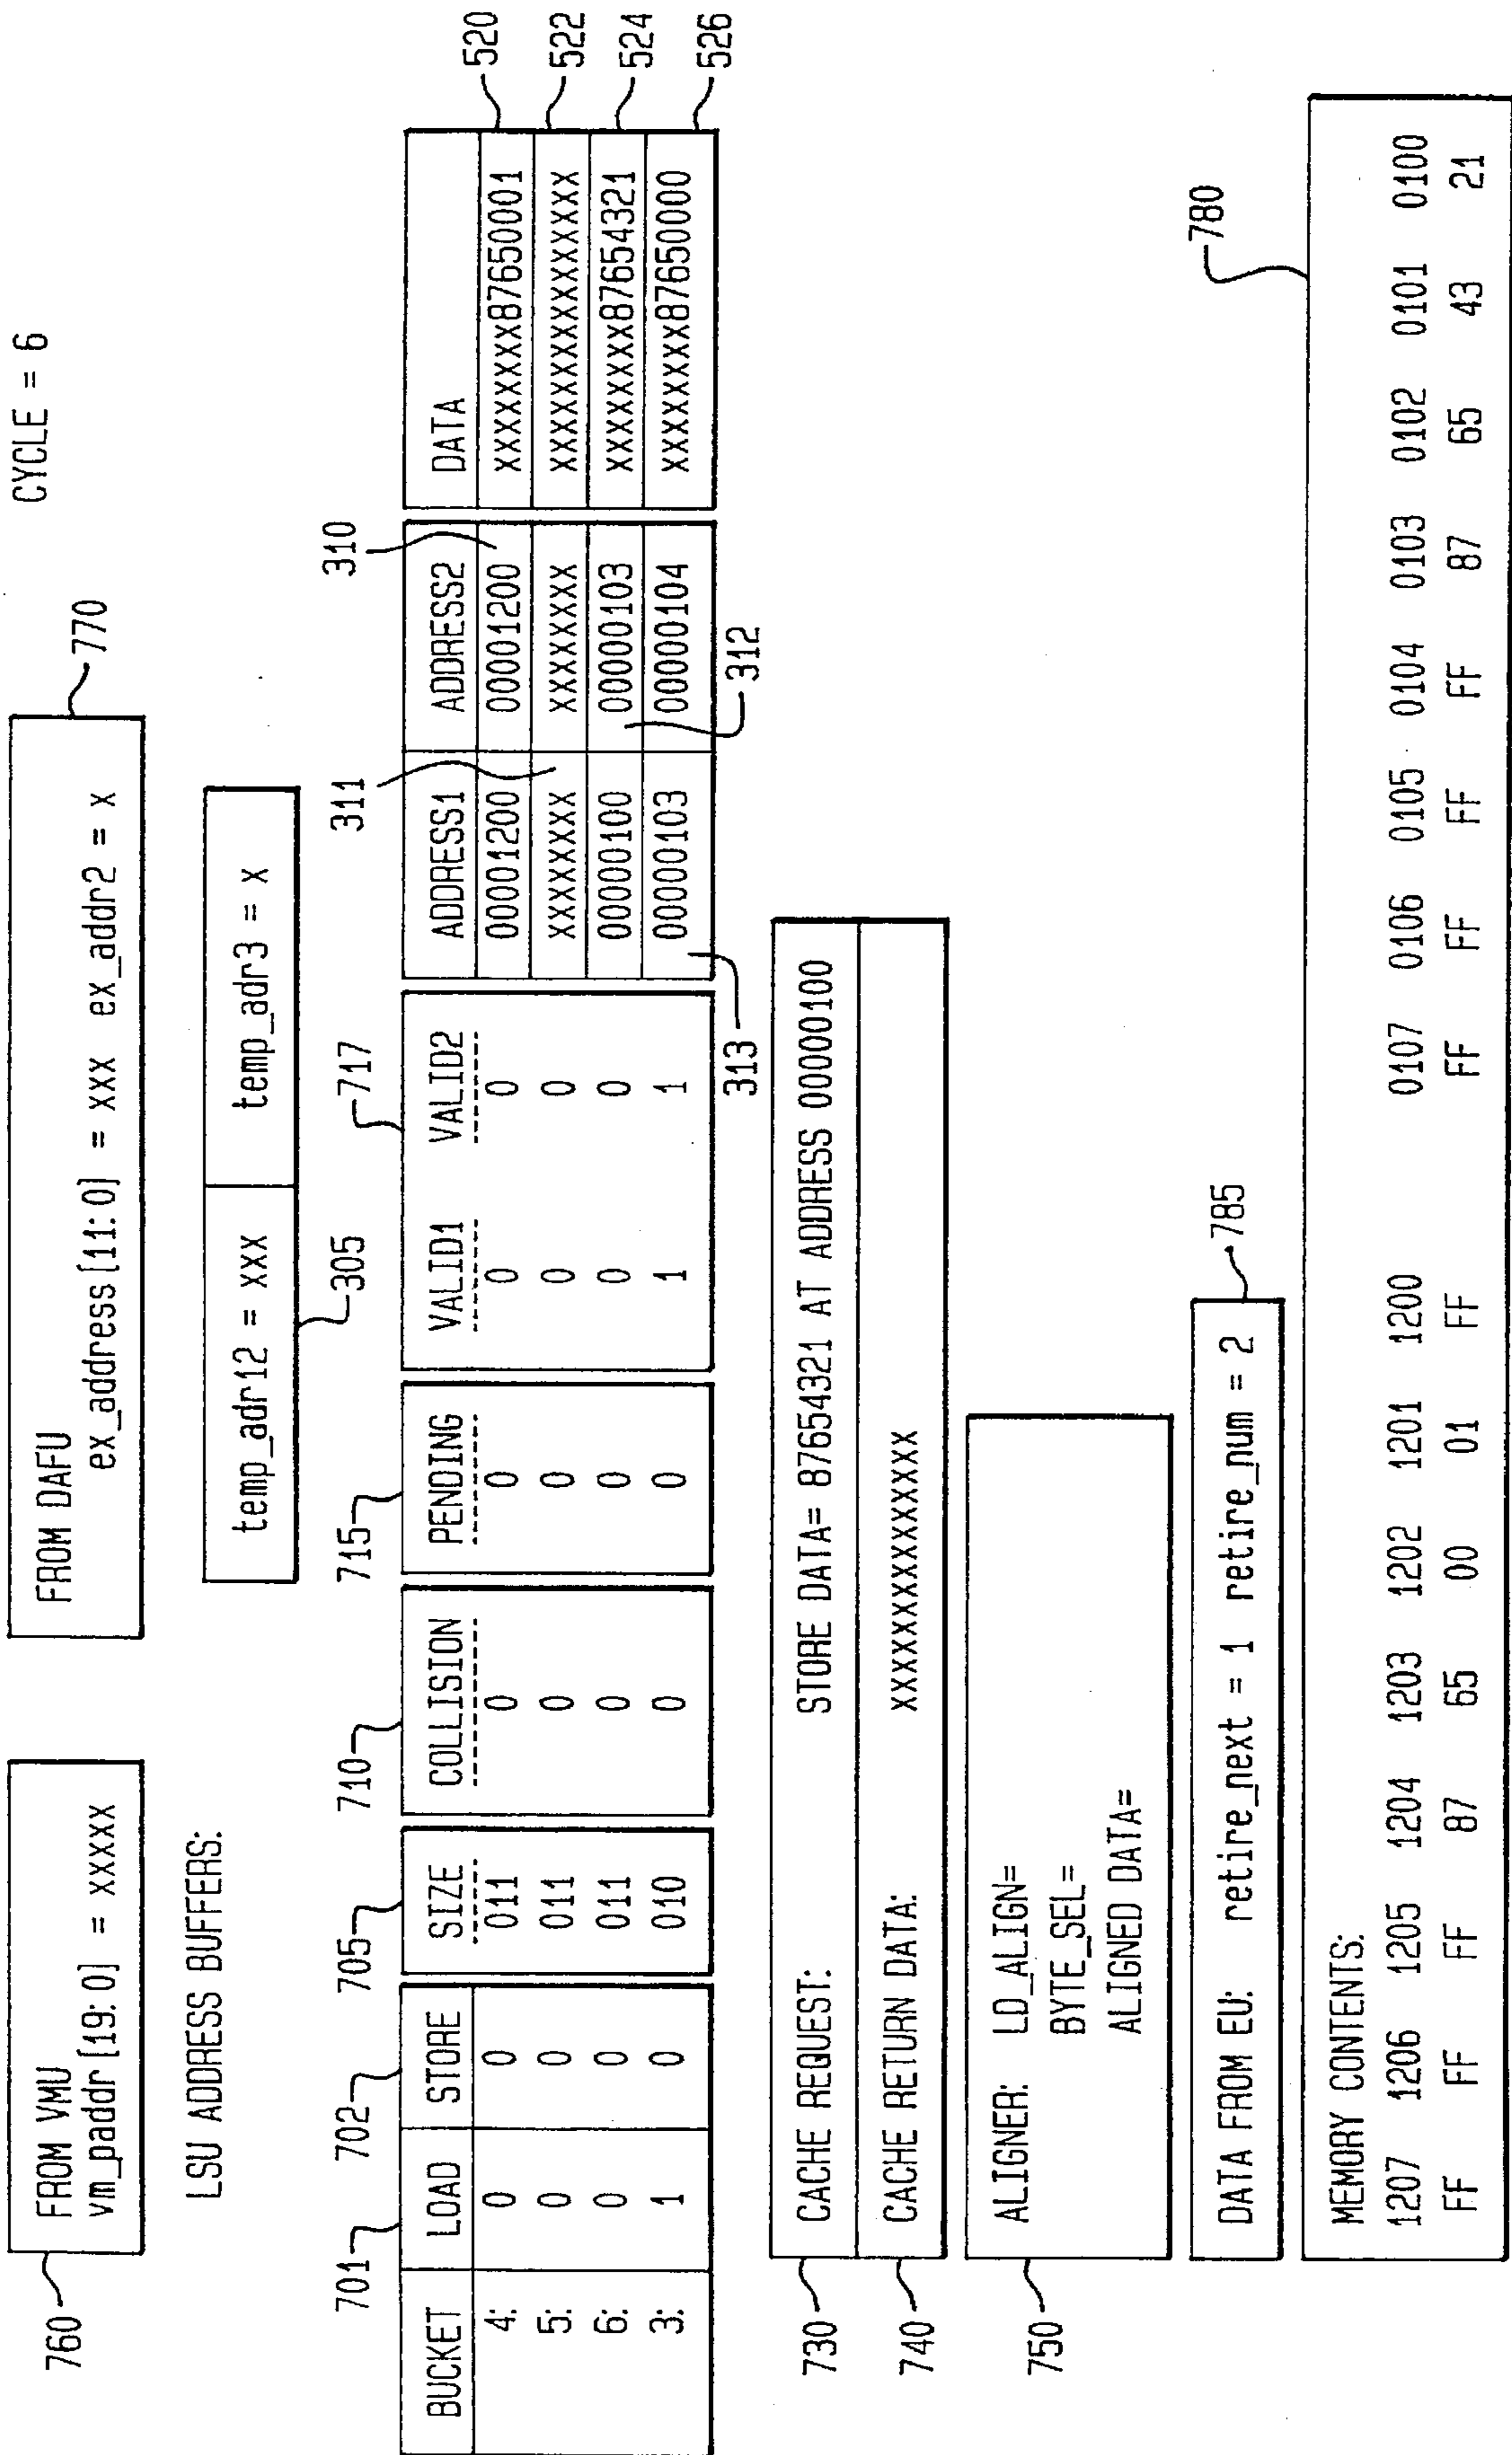 CYCLE = 6
760
FROM VMU
vm_paddr[19:0] = XXXXX
FROM DAFU
ex_address[11:0] = xxx ex_addr2 = x
770
temp_adr12 = xxx temp_adr3 = x
305
LSU ADDRESS BUFFERS:
701 702 705 710 715 717 311 310
BUCKET LOAD STORE SIZE COLLISION PENDING VALID1 VALID2 ADDRESS1 ADDRESS2 DATA
4: 0 0 011 0 0 0 0 00001200 00001200 XXXXXXXX87650001 520
5: 0 0 011 0 0 0 0 XXXXXXXX XXXXXXXX XXXXXXXXXXXXXXXX 522
6: 0 0 011 0 0 0 0 00000100 00000103 XXXXXXXX87654321 524
3: 1 0 010 0 0 1 1 00000103 00000104 XXXXXXXX87650000 526
313 312
730 CACHE REQUEST: STORE DATA= 87654321 AT ADDRESS 00000100
740 CACHE RETURN DATA: XXXXXXXXXXXXXXXX
750 ALIGNER: LD_ALIGN=
BYTE_SEL=
ALIGNED DATA=
DATA FROM EU: retire_next = 1 retire_num = 2 785
780
MEMORY CONTENTS:
1207 1206 1205 1204 1203 1202 1201 1200 0107 0106 0105 0104 0103 0102 0101 0100
FF FF FF 87 65 00 01 FF FF FF FF FF 87 65 43 21